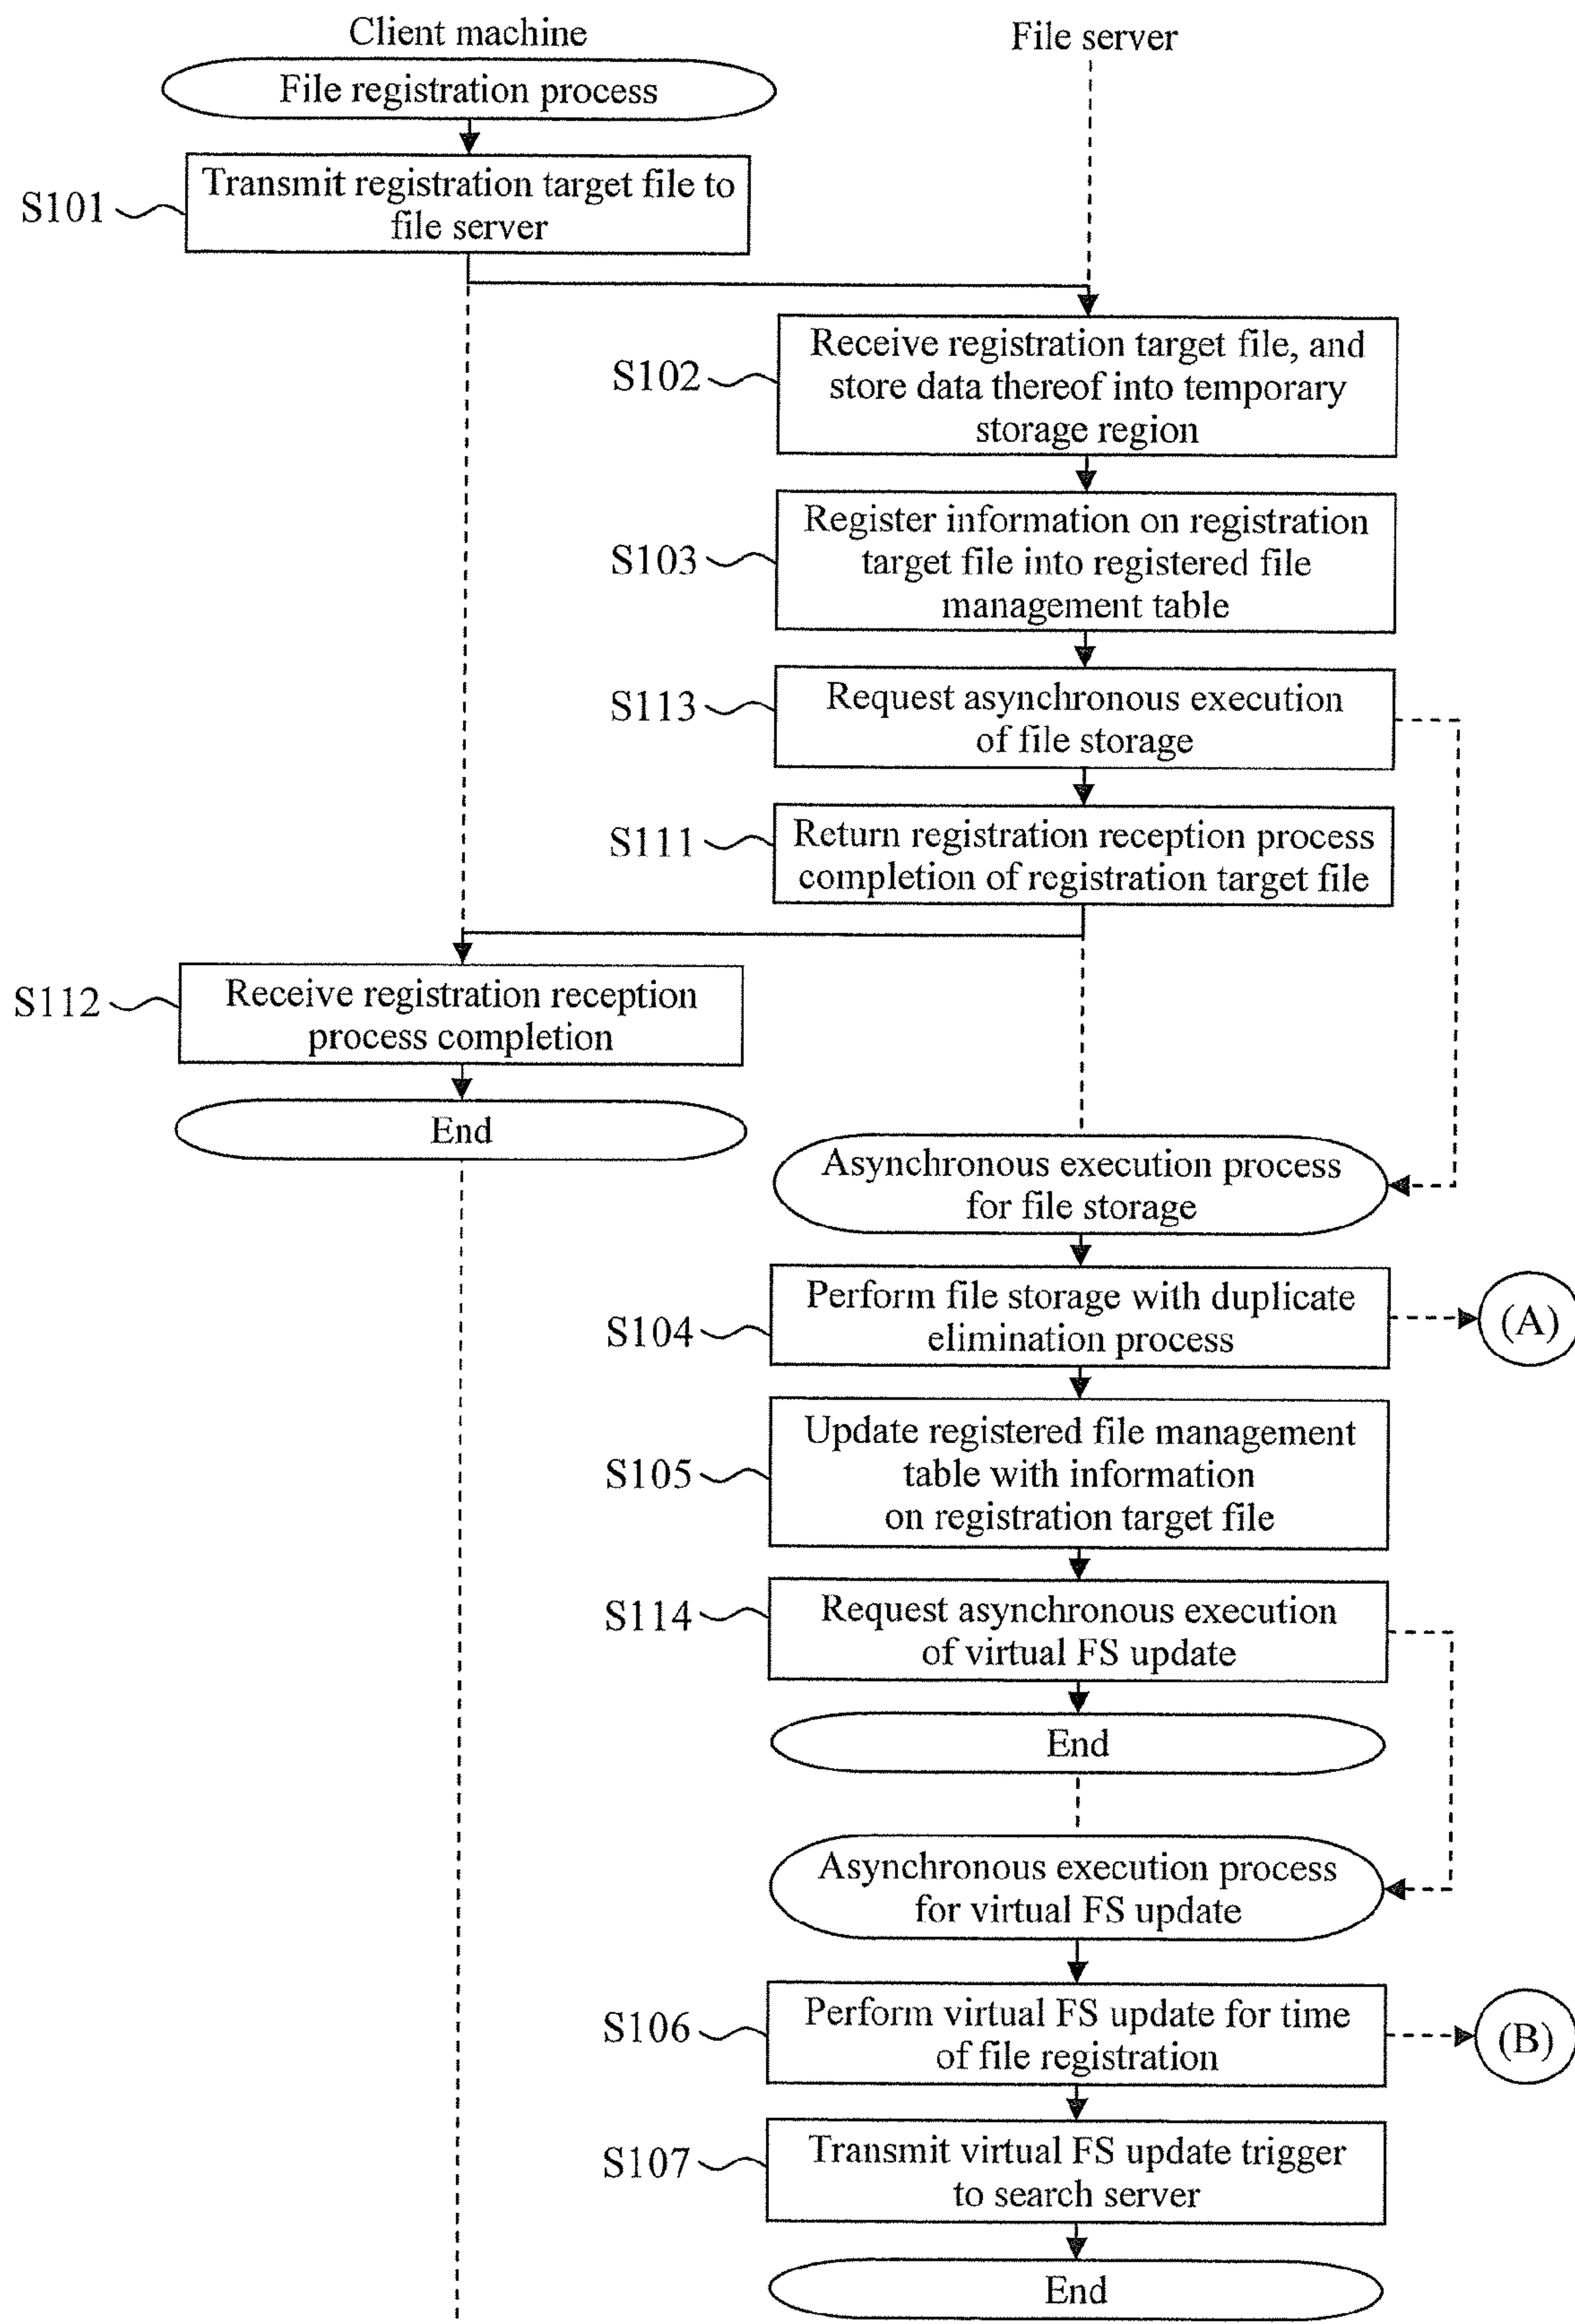 Client machine
File server
File registration process
S101
Transmit registration target file to
file server
S102
Receive registration target file, and
store data thereof into temporary
storage region
S103
Register information on registration
target file into registered file
management table
S113
Request asynchronous execution
of file storage
S111
Return registration reception process
completion of registration target file
S112
Receive registration reception
process completion
End
Asynchronous execution process
for file storage
S104
Perform file storage with duplicate
elimination process
(A)
S105
Update registered file management
table with information
on registration target file
S114
Request asynchronous execution
of virtual FS update
End
Asynchronous execution process
for virtual FS update
S106
Perform virtual FS update for time
of file registration
(B)
S107
Transmit virtual FS update trigger
to search server
End